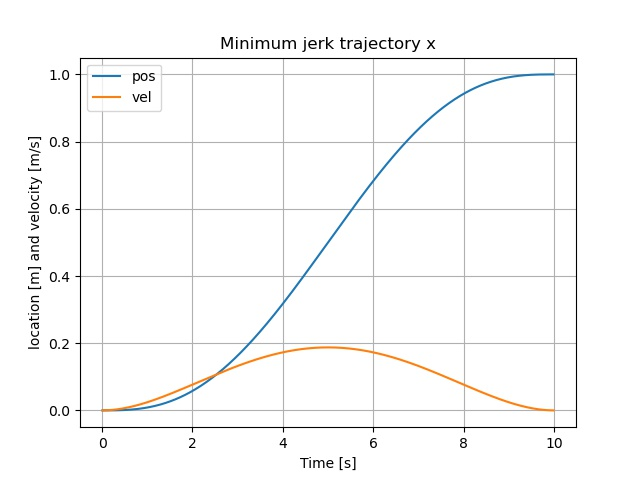 Minimum jerk trajectory x
pos
vel
location [m] and velocity [m/s]
1.0
0.8
0.6
0.4
0.2
0.0
0 2 4 6 8 10
Time [s]